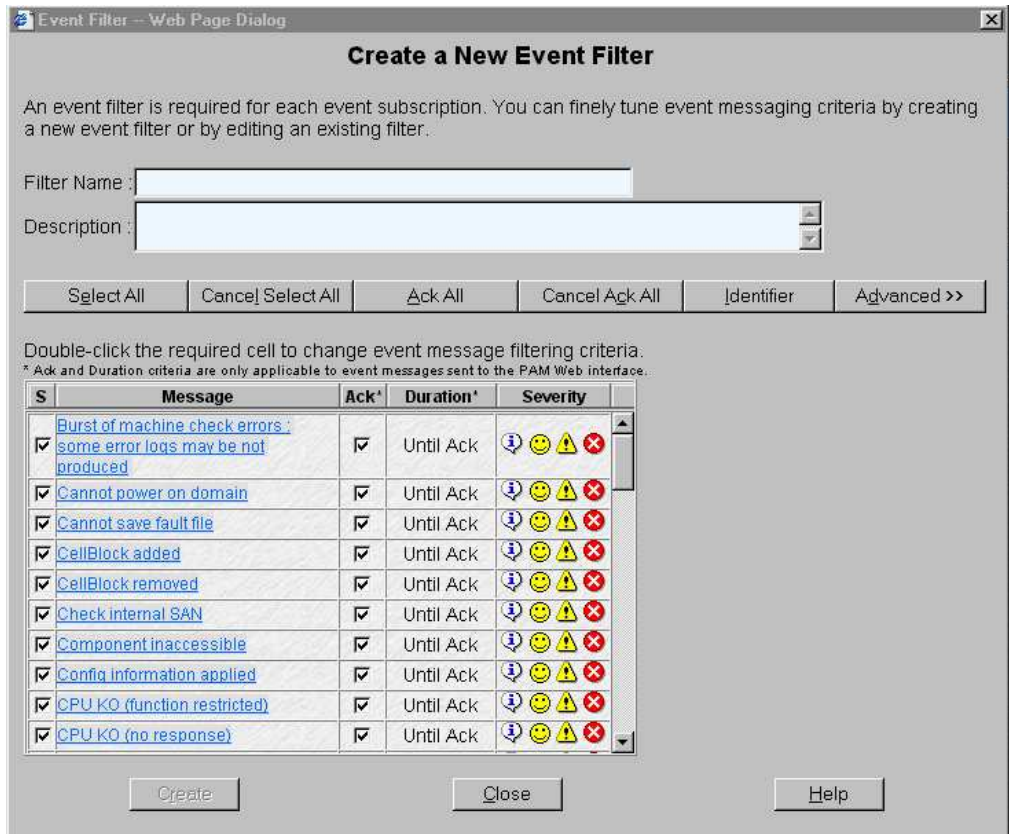 Event Filter -- Web Page Dialog
Create a New Event Filter
An event filter is required for each event subscription. You can finely tune event messaging criteria by creating
a new event filter or by editing an existing filter.
Filter Name :
Description :
Select All Cancel Select All Ack All Cancel Ack All Identifier Advanced >>
Double-click the required cell to change event message filtering criteria.
* Ack and Duration criteria are only applicable to event messages sent to the PAM Web interface.
S Message Ack* Duration* Severity
Burst of machine check errors :
some error logs may be not
produced
Until Ack
Cannot power on domain Until Ack
Cannot save fault file Until Ack
CellBlock added Until Ack
CellBlock removed Until Ack
Check internal SAN Until Ack
Component inaccessible Until Ack
Config information applied Until Ack
CPU KO (function restricted) Until Ack
CPU KO (no response) Until Ack
Create Close Help